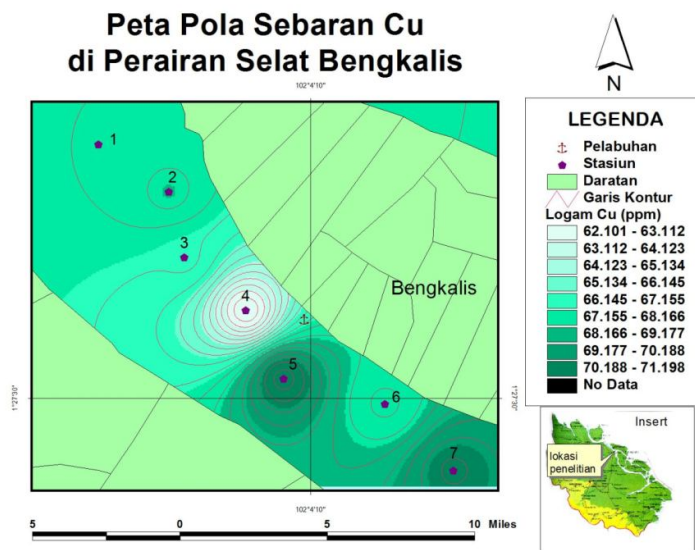 Peta Pola Sebaran Cu
di Perairan Selat Bengkalis
N
102°4'10"
1
2
3
4
5
6
7
Bengkalis
1°27'30"
1°27'30"
102°4'10"
5 0 5 10 Miles
LEGENDA
Pelabuhan
Stasiun
Daratan
Garis Kontur
Logam Cu (ppm)
62.101 - 63.112
63.112 - 64.123
64.123 - 65.134
65.134 - 66.145
66.145 - 67.155
67.155 - 68.166
68.166 - 69.177
69.177 - 70.188
70.188 - 71.198
No Data
Insert
lokasi
penelitian